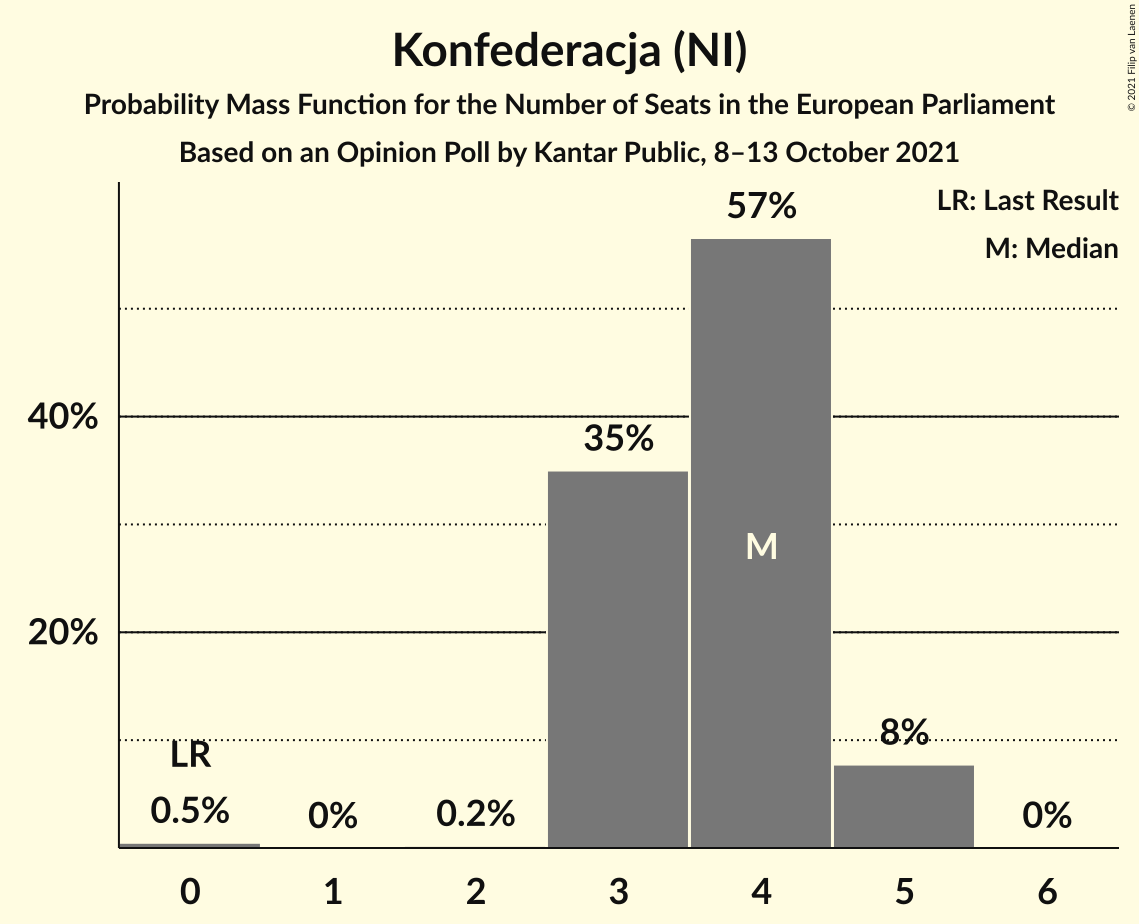 Konfederacja (NI)
Probability Mass Function for the Number of Seats in the European Parliament
Based on an Opinion Poll by Kantar Public, 8–13 October 2021
© 2021 Filip van Laenen
LR: Last Result
M: Median
57%
40%
35%
M
20%
8%
LR
0.5%
0%
0.2%
0%
0 1 2 3 4 5 6